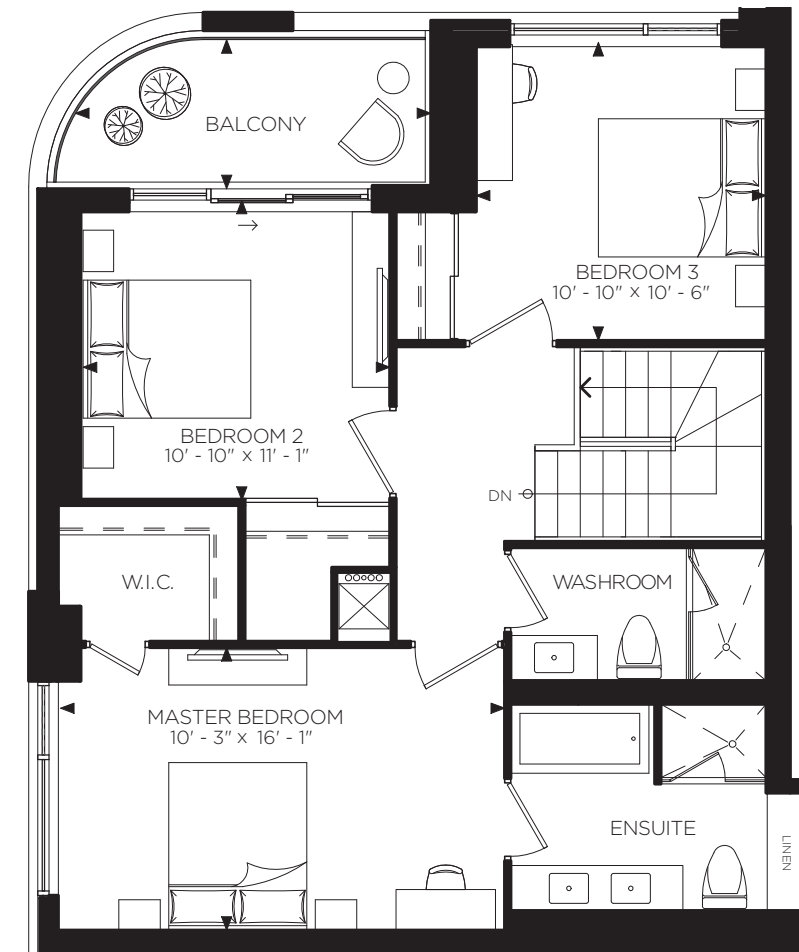 BALCONY
BEDROOM 3
10' - 10" x 10' - 6"
BEDROOM 2
10' - 10" x 11' - 1"
DN
W.I.C.
WASHROOM
MASTER BEDROOM
10' - 3" x 16' - 1"
ENSUITE
LINEN